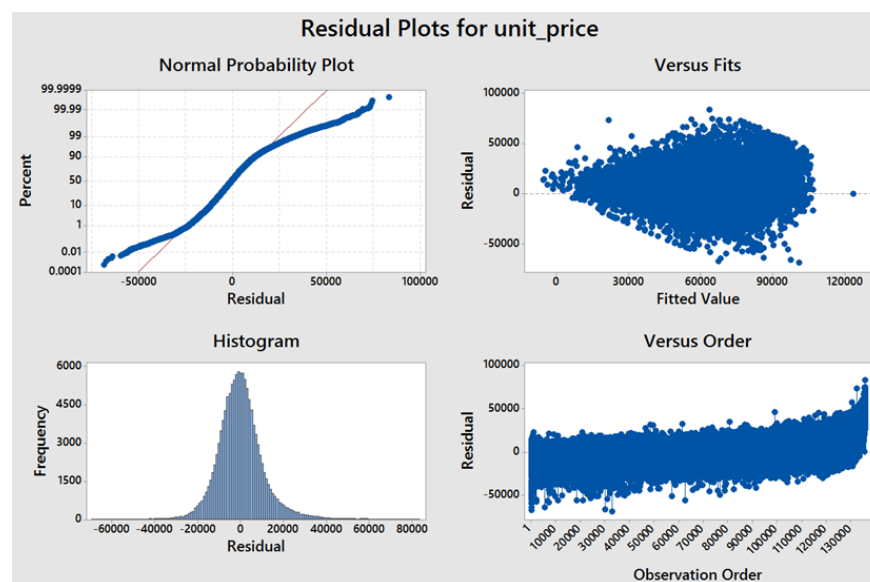 Residual Plots for unit_price
Normal Probability Plot
99.9999
99.99
99
90
50
10
1
0.01
0.0001
Percent
-50000 0 50000 100000
Residual
Versus Fits
100000
50000
0
-50000
Residual
0 30000 60000 90000 120000
Fitted Value
Histogram
6000
4500
3000
1500
0
Frequency
-60000 -40000 -20000 0 20000 40000 60000 80000
Residual
Versus Order
100000
50000
0
-50000
Residual
1 10000 20000 30000 40000 50000 60000 70000 80000 90000 100000 110000 120000 130000
Observation Order